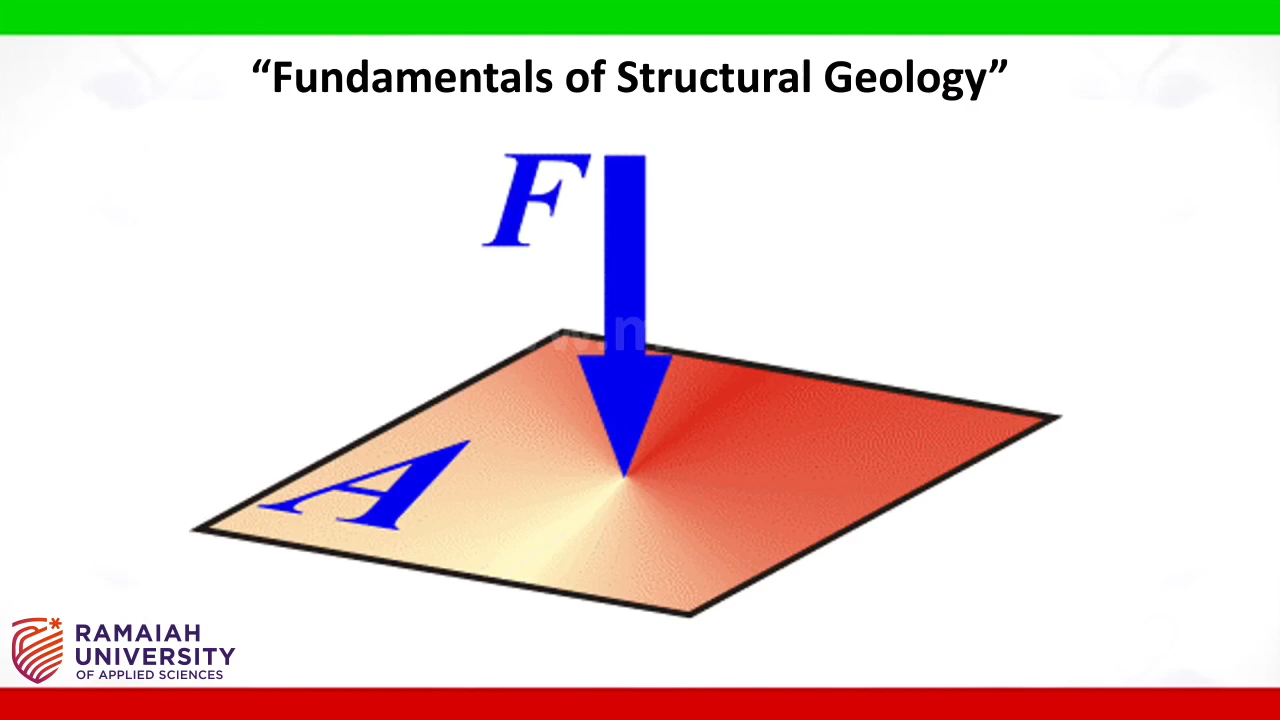 “Fundamentals of Structural Geology”
F
A
RAMAIAH
UNIVERSITY
OF APPLIED SCIENCES